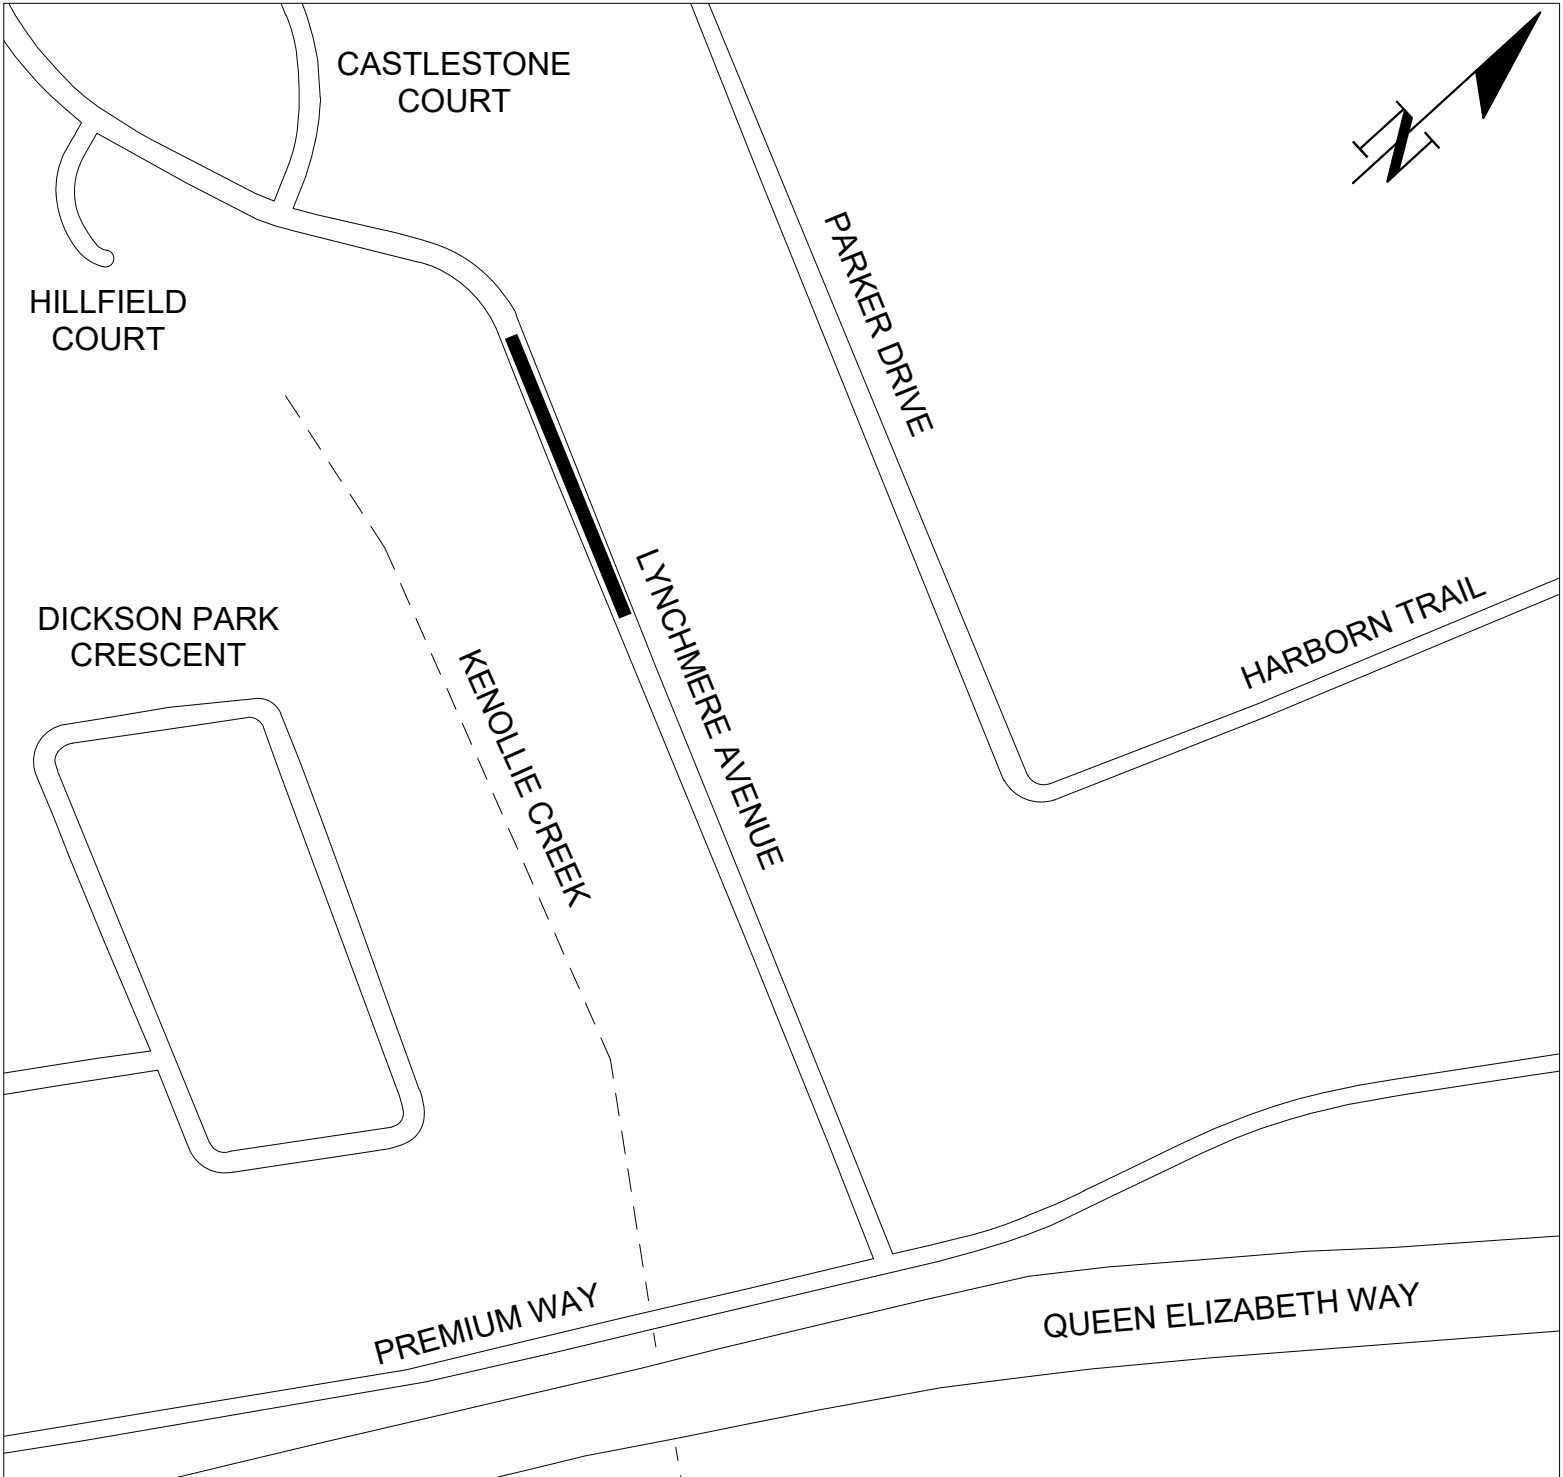 CASTLESTONE
COURT
N
PARKER DRIVE
HILLFIELD
COURT
LYNCHMERE AVENUE
HARBORN TRAIL
DICKSON PARK
CRESCENT
KENOLLIE CREEK
PREMIUM WAY
QUEEN ELIZABETH WAY